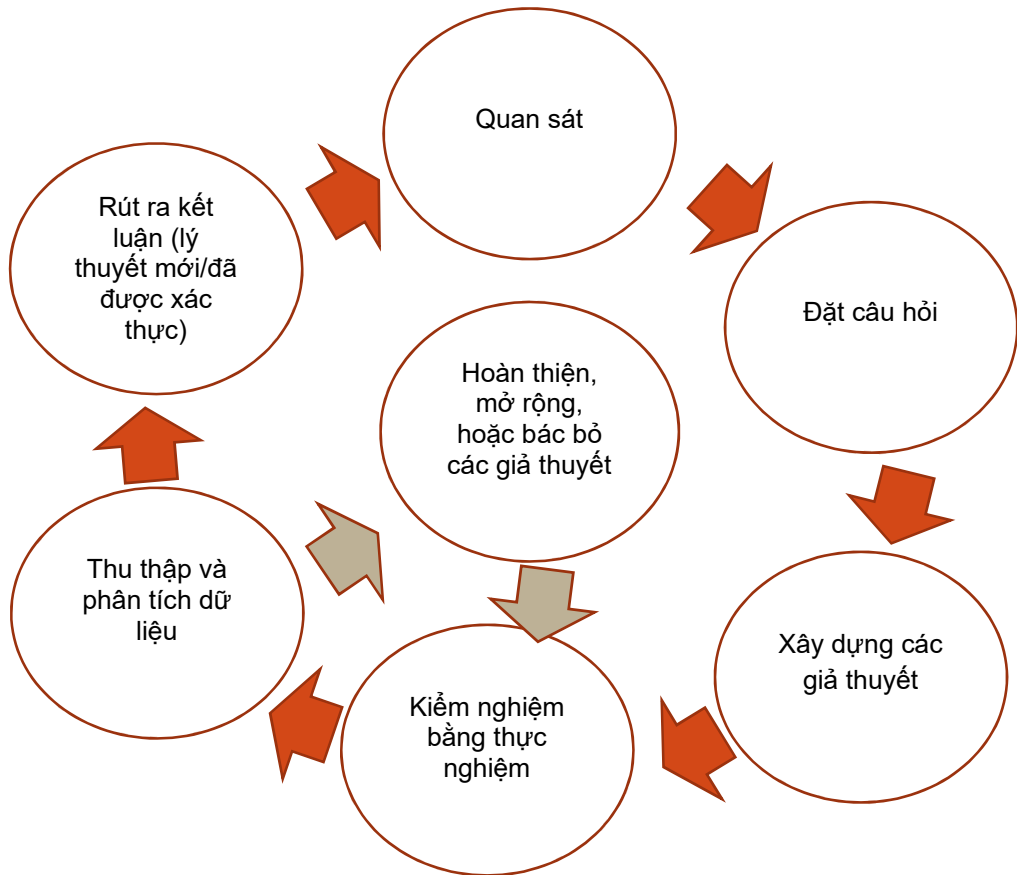 Quan sát
Đặt câu hỏi
Xây dựng các
giả thuyết
Kiểm nghiệm
bằng thực
nghiệm
Thu thập và
phân tích dữ
liệu
Rút ra kết
luận (lý
thuyết mới/đã
được xác
thực)
Hoàn thiện,
mở rộng,
hoặc bác bỏ
các giả thuyết